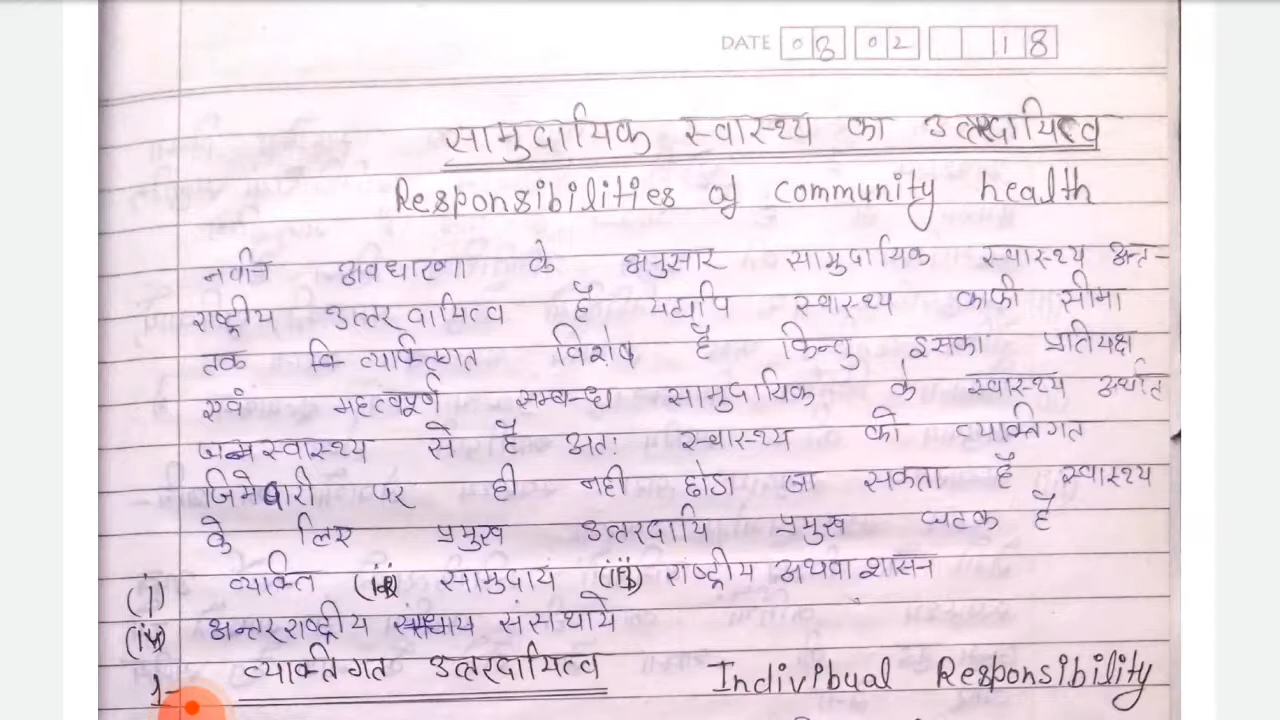 DATE 03 02 18
सामुदायिक स्वास्थ्य का उत्तरदायित्व
Responsibilities of community health
नवीन अवधारणा के अनुसार सामुदायिक स्वास्थ्य अन्त-
राष्ट्रीय उत्तरदायित्व हैं यद्यपि स्वास्थ्य काफी सीमा
तक वि व्यक्तिगत विशेष हैं किन्तु इसका प्रतियक्ष
एवं महत्वपूर्ण सम्बन्ध सामुदायिक के स्वास्थ्य अर्थात
जनस्वास्थ्य से हैं अतः स्वास्थ्य को व्यक्तिगत
जिमेदारी पर ही नही छोडा जा सकता हैं स्वास्थ्य
के लिए प्रमुख उत्तरदायि प्रमुख घटक हैं
(i) व्यक्ति (ii) सामुदाय (iii) राष्ट्रीय अथवा शासन
(iv) अन्तरराष्ट्रीय संस्थाये
1- व्यक्तिगत उत्तरदायित्व Indivibual Responsibility